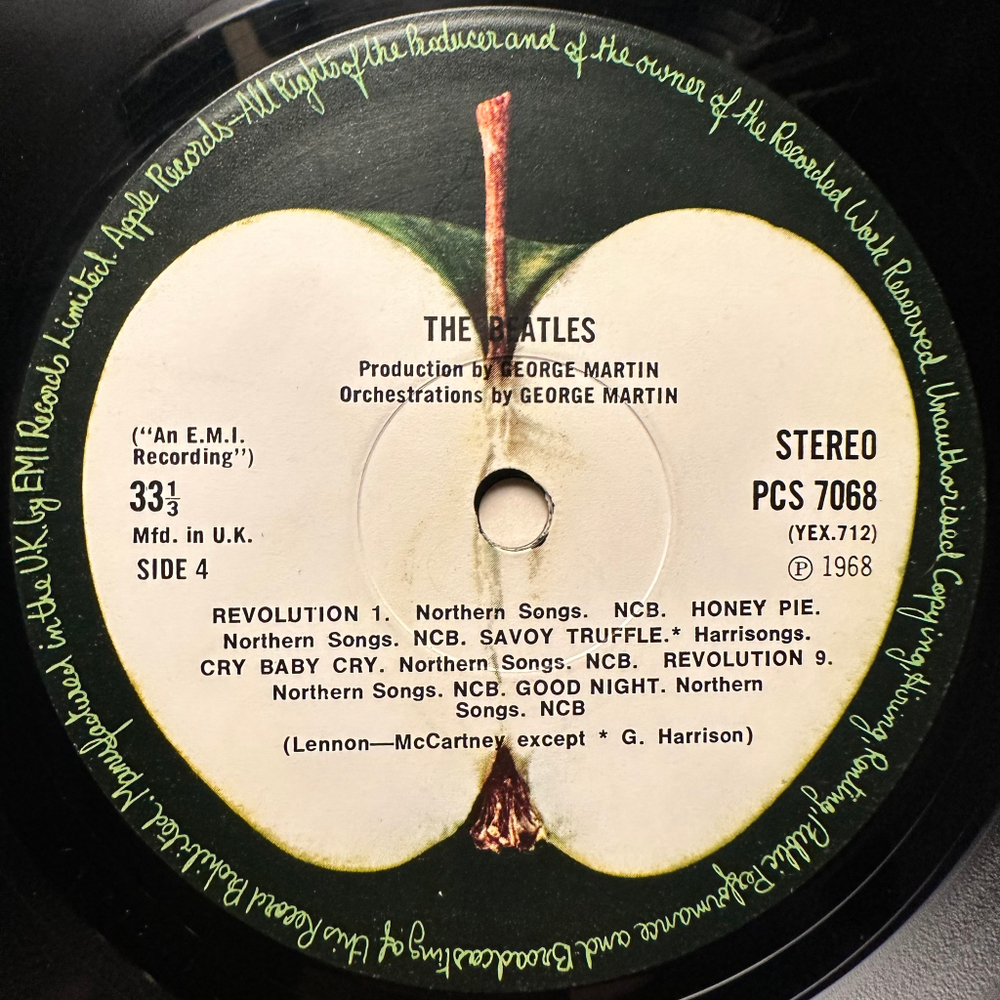 Manufactured in the U.K. by EMI Records Limited. Apple Records—All Rights of the Producer and of the owner of the Recorded Work Reserved. Unauthorised Copying, Hiring, Renting, Public Performance and Broadcasting of this Record Prohibited.
THE BEATLES
Production by GEORGE MARTIN
Orchestrations by GEORGE MARTIN
(“An E.M.I.
Recording”)
33⅓
Mfd. in U.K.
SIDE 4
STEREO
PCS 7068
(YEX.712)
Ⓟ 1968
REVOLUTION 1. Northern Songs. NCB. HONEY PIE.
Northern Songs. NCB. SAVOY TRUFFLE.* Harrisongs.
CRY BABY CRY. Northern Songs. NCB. REVOLUTION 9.
Northern Songs. NCB. GOOD NIGHT. Northern
Songs. NCB
(Lennon—McCartney except * G. Harrison)